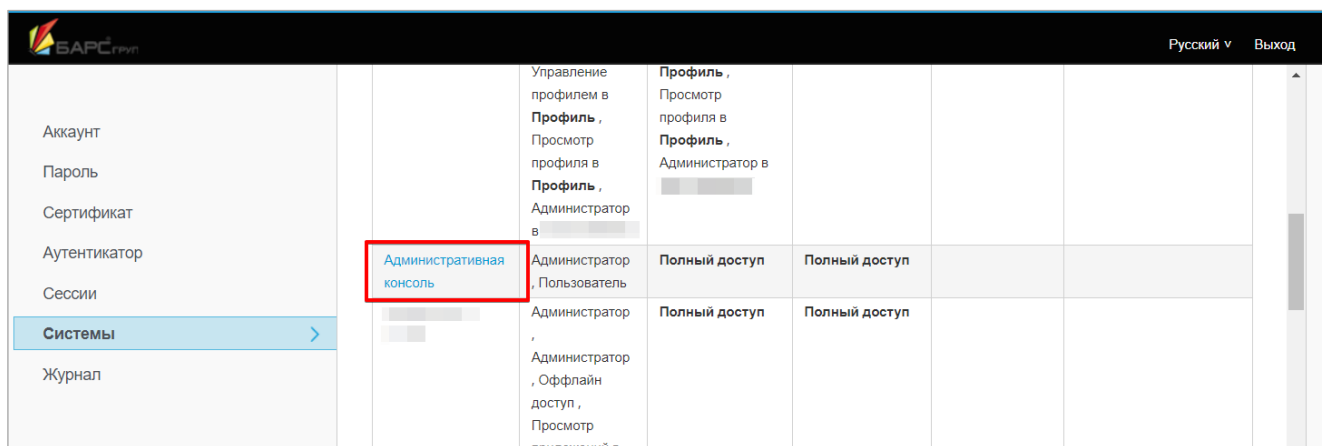 БАРС груп
Русский v Выход
Аккаунт
Пароль
Сертификат
Аутентикатор
Сессии
Системы
Журнал
Управление
профилем в
Профиль ,
Просмотр
профиля в
Профиль ,
Администратор
в
Профиль ,
Просмотр
профиля в
Профиль ,
Администратор в
Административная
консоль
Администратор
, Пользователь
Полный доступ
Полный доступ
Администратор
,
Администратор
, Оффлайн
доступ ,
Просмотр
Полный доступ
Полный доступ